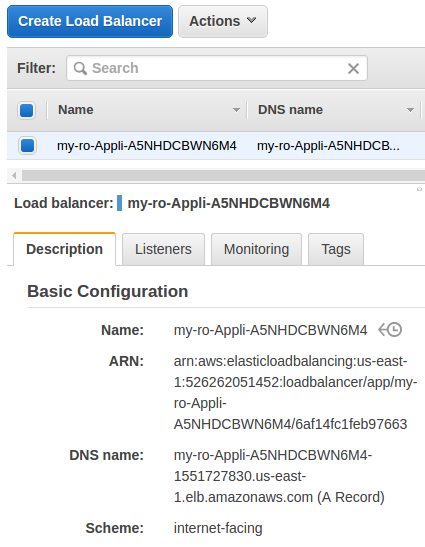 Create Load Balancer Actions
Filter: Search
Name DNS name
my-ro-Appli-A5NHDCBWN6M4 my-ro-Appli-A5NHDCB...
Load balancer: my-ro-Appli-A5NHDCBWN6M4
Description Listeners Monitoring Tags
Basic Configuration
Name: my-ro-Appli-A5NHDCBWN6M4
ARN: arn:aws:elasticloadbalancing:us-east-
1:526262051452:loadbalancer/app/my-
ro-Appli-
A5NHDCBWN6M4/6af14fc1feb97663
DNS name: my-ro-Appli-A5NHDCBWN6M4-
1551727830.us-east-
1.elb.amazonaws.com (A Record)
Scheme: internet-facing